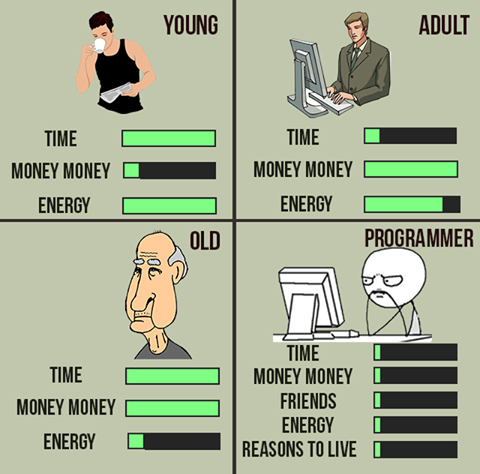 YOUNG
TIME
MONEY MONEY
ENERGY
ADULT
TIME
MONEY MONEY
ENERGY
OLD
TIME
MONEY MONEY
ENERGY
PROGRAMMER
TIME
MONEY MONEY
FRIENDS
ENERGY
REASONS TO LIVE